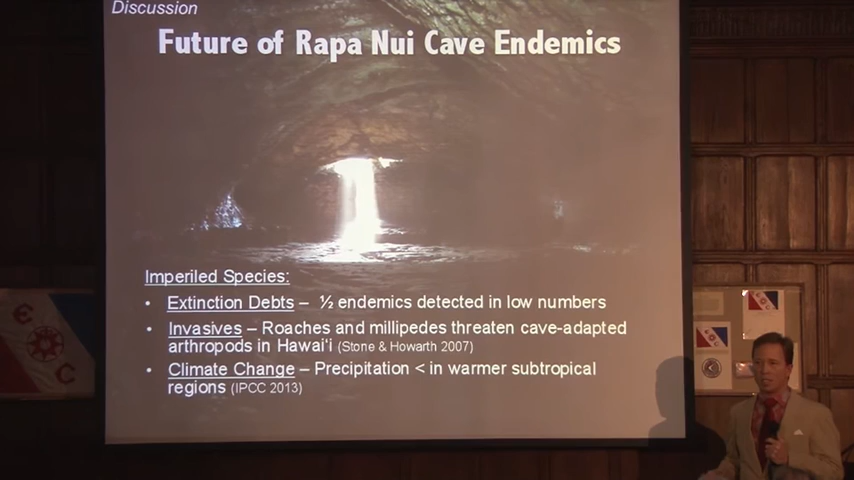 Discussion
Future of Rapa Nui Cave Endemics
Imperiled Species:
• Extinction Debts – ½ endemics detected in low numbers
• Invasives – Roaches and millipedes threaten cave-adapted
arthropods in Hawaiʻi (Stone & Howarth 2007)
• Climate Change – Precipitation < in warmer subtropical
regions (IPCC 2013)
E
C